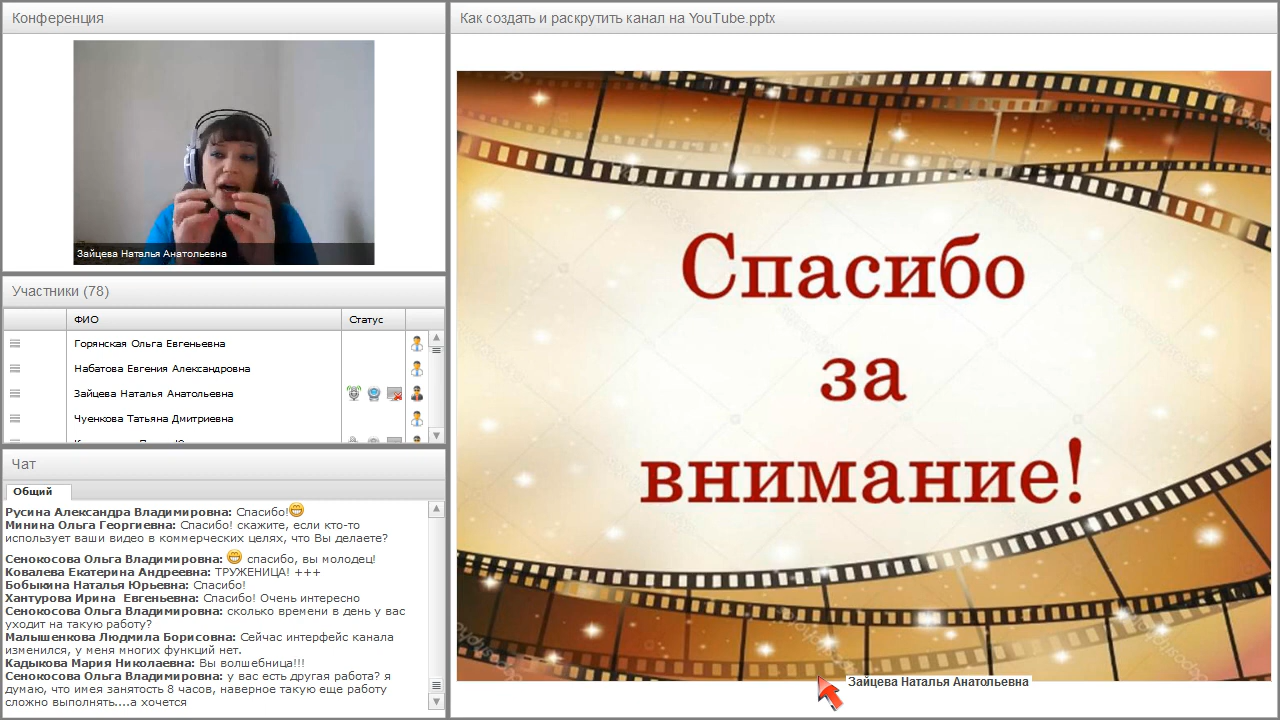 Конференция
Зайцева Наталья Анатольевна
Участники (78)
ФИО
Статус
Горянская Ольга Евгеньевна
Набатова Евгения Александровна
Зайцева Наталья Анатольевна
Чуенкова Татьяна Дмитриевна
Чат
Общий
Русина Александра Владимировна: Спасибо!
Минина Ольга Георгиевна: Спасибо! скажите, если кто-то
использует ваши видео в коммерческих целях, что Вы делаете?
Сенокосова Ольга Владимировна: спасибо, вы молодец!
Ковалева Екатерина Андреевна: ТРУЖЕНИЦА! +++
Бобыкина Наталья Юрьевна: Спасибо!
Хантурова Ирина Евгеньевна: Спасибо! Очень интересно
Сенокосова Ольга Владимировна: сколько времени в день у вас
уходит на такую работу?
Малышенкова Людмила Борисовна: Сейчас интерфейс канала
изменился, у меня многих функций нет.
Кадыкова Мария Николаевна: Вы волшебница!!!
Сенокосова Ольга Владимировна: у вас есть другая работа? я
думаю, что имея занятость 8 часов, наверное такую еще работу
сложно выполнять....а хочется
Как создать и раскрутить канал на YouTube.pptx
Спасибо
за
внимание!
Зайцева Наталья Анатольевна